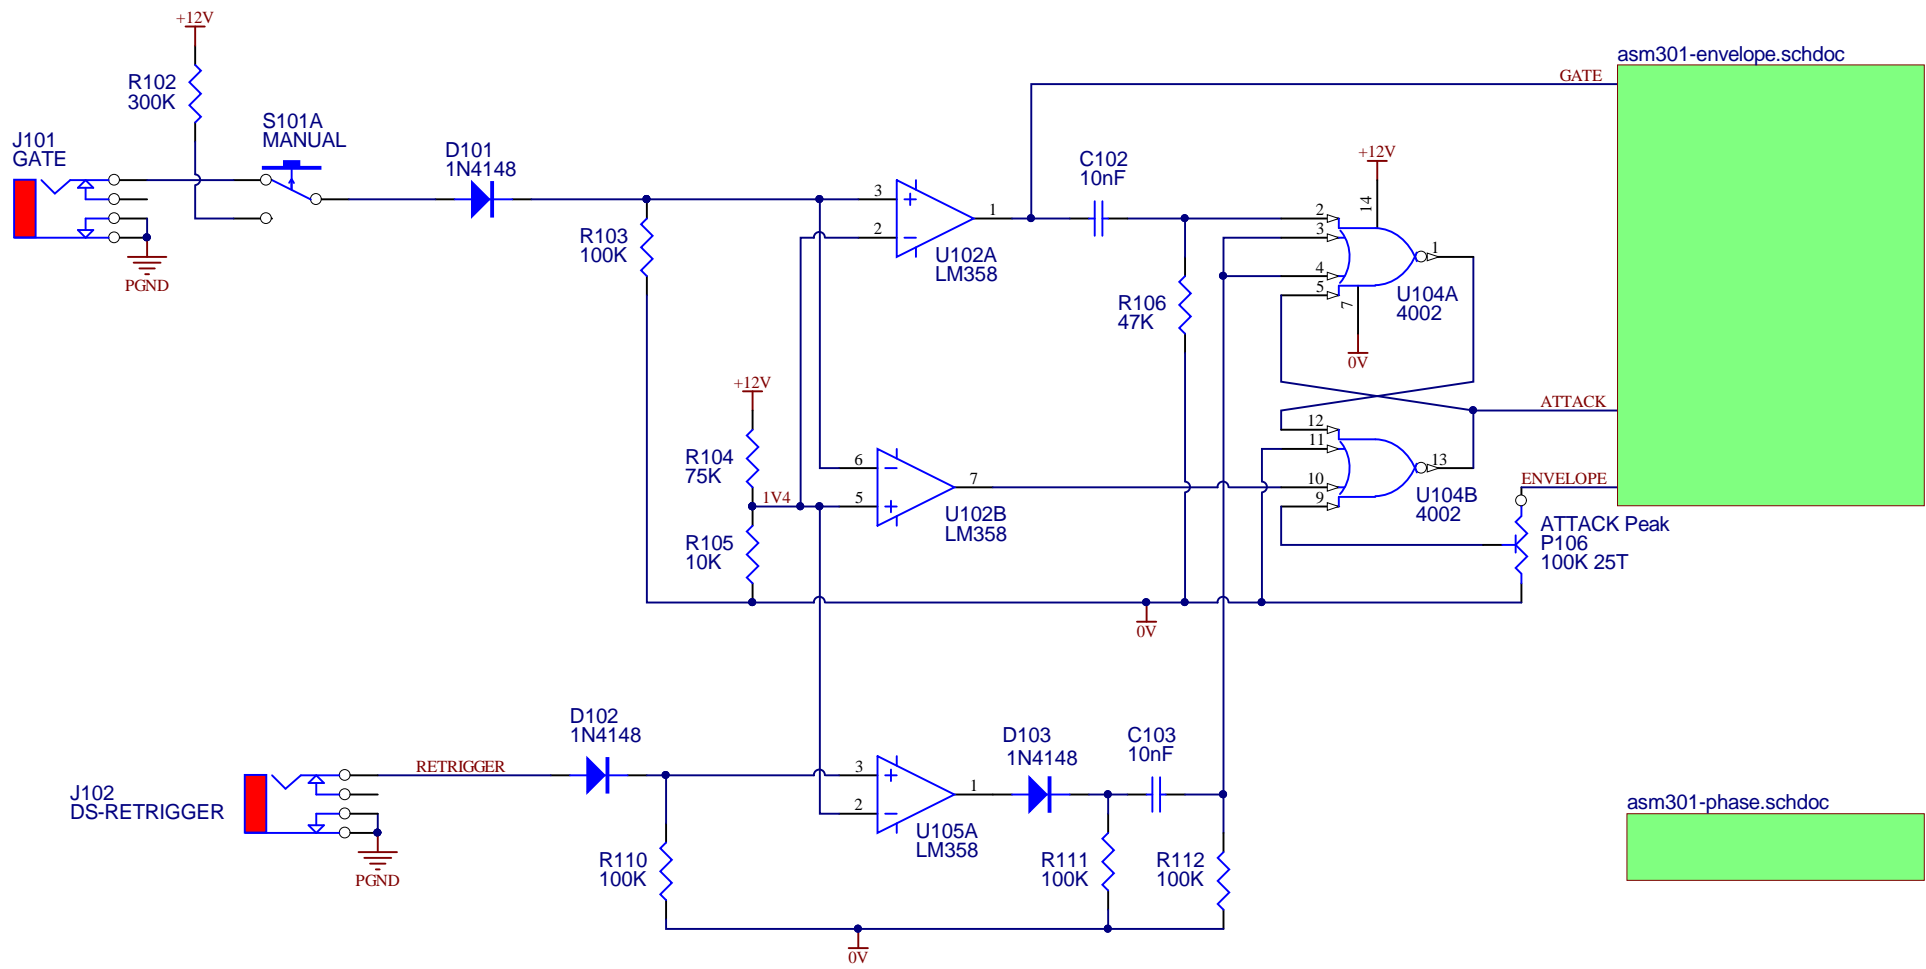 +12V
R102
300K
J101
GATE
S101A
MANUAL
PGND
D101
1N4148
R103
100K
3
2
1
U102A
LM358
+12V
R104
75K
1V4
R105
10K
6
5
7
U102B
LM358
C102
10nF
R106
47K
+12V
14
2
3
4
5
1
7
U104A
4002
0V
12
11
10
9
13
U104B
4002
asm301-envelope.schdoc
GATE
ATTACK
ENVELOPE
ATTACK Peak
P106
100K 25T
0V
J102
DS-RETRIGGER
PGND
RETRIGGER
D102
1N4148
R110
100K
3
2
1
U105A
LM358
D103
1N4148
C103
10nF
R111
100K
R112
100K
0V
asm301-phase.schdoc